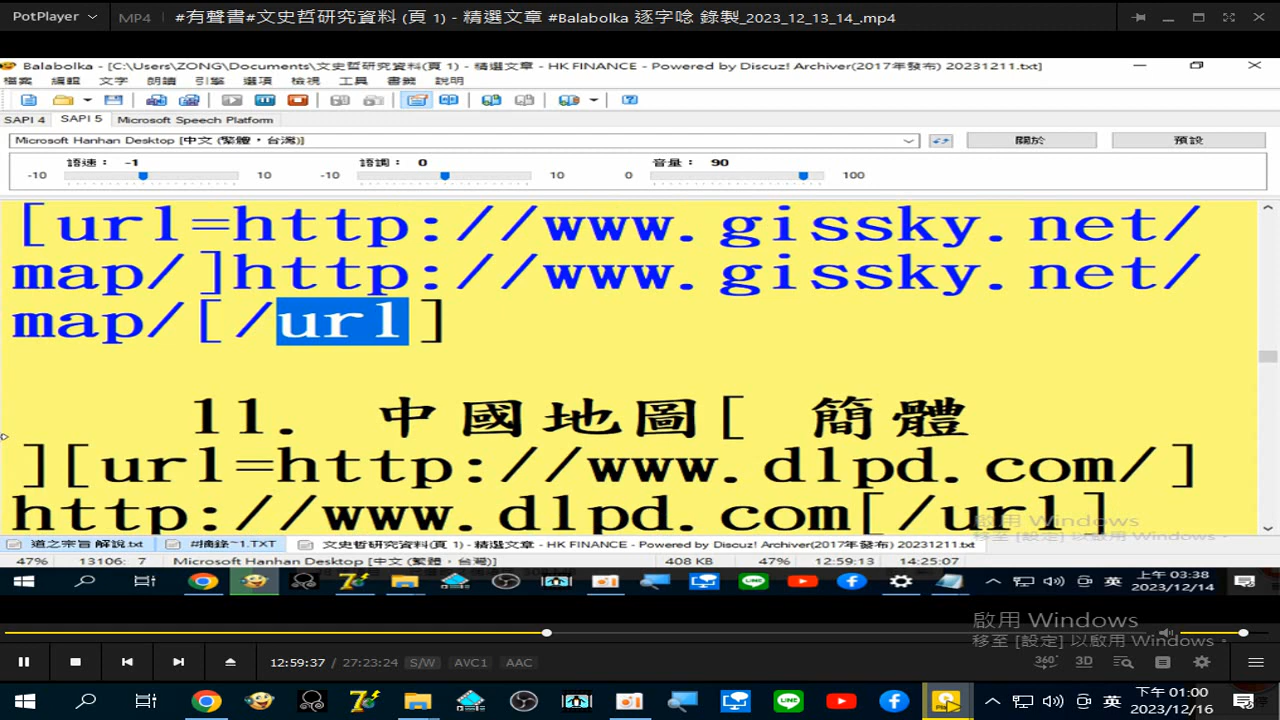 PotPlayer MP4 #有聲書#文史哲研究資料 (頁 1) - 精選文章 #Balabolka 逐字唸 錄製_2023_12_13_14_.mp4
Balabolka - [C:\Users\ZONG\Documents\文史哲研究資料(頁 1) - 精選文章 - HK FINANCE - Powered by Discuz! Archiver(2017年發布) 20231211.txt]
檔案 編輯 文字 朗讀 引擎 選項 檢視 工具 書籤 說明
SAPI 4 SAPI 5 Microsoft Speech Platform
Microsoft Hanhan Desktop [中文 (繁體，台灣)] 關於 預設
語速： -1 語調： 0 音量： 90
-10 10 -10 10 0 100
[url=http://www.gissky.net/
map/]http://www.gissky.net/
map/[/url]
11. 中國地圖[ 簡體
][url=http://www.dlpd.com/]
http://www.dlpd.com[/url]
啟用 Windows
移至 [設定] 以啟用 Windows。
道之宗旨 解說.txt #摘錄~1.TXT 文史哲研究資料(頁 1) - 精選文章 - HK FINANCE - Powered by Discuz! Archiver(2017年發布) 20231211.txt
47% 13106: 7 Microsoft Hanhan Desktop [中文 (繁體，台灣)] 408 KB 47% 12:59:13 14:25:07
英 上午 03:38
2023/12/14
啟用 Windows
移至 [設定] 以啟用 Windows。
12:59:37 / 27:23:24 S/W AVC1 AAC 360° 3D
英 下午 01:00
2023/12/16